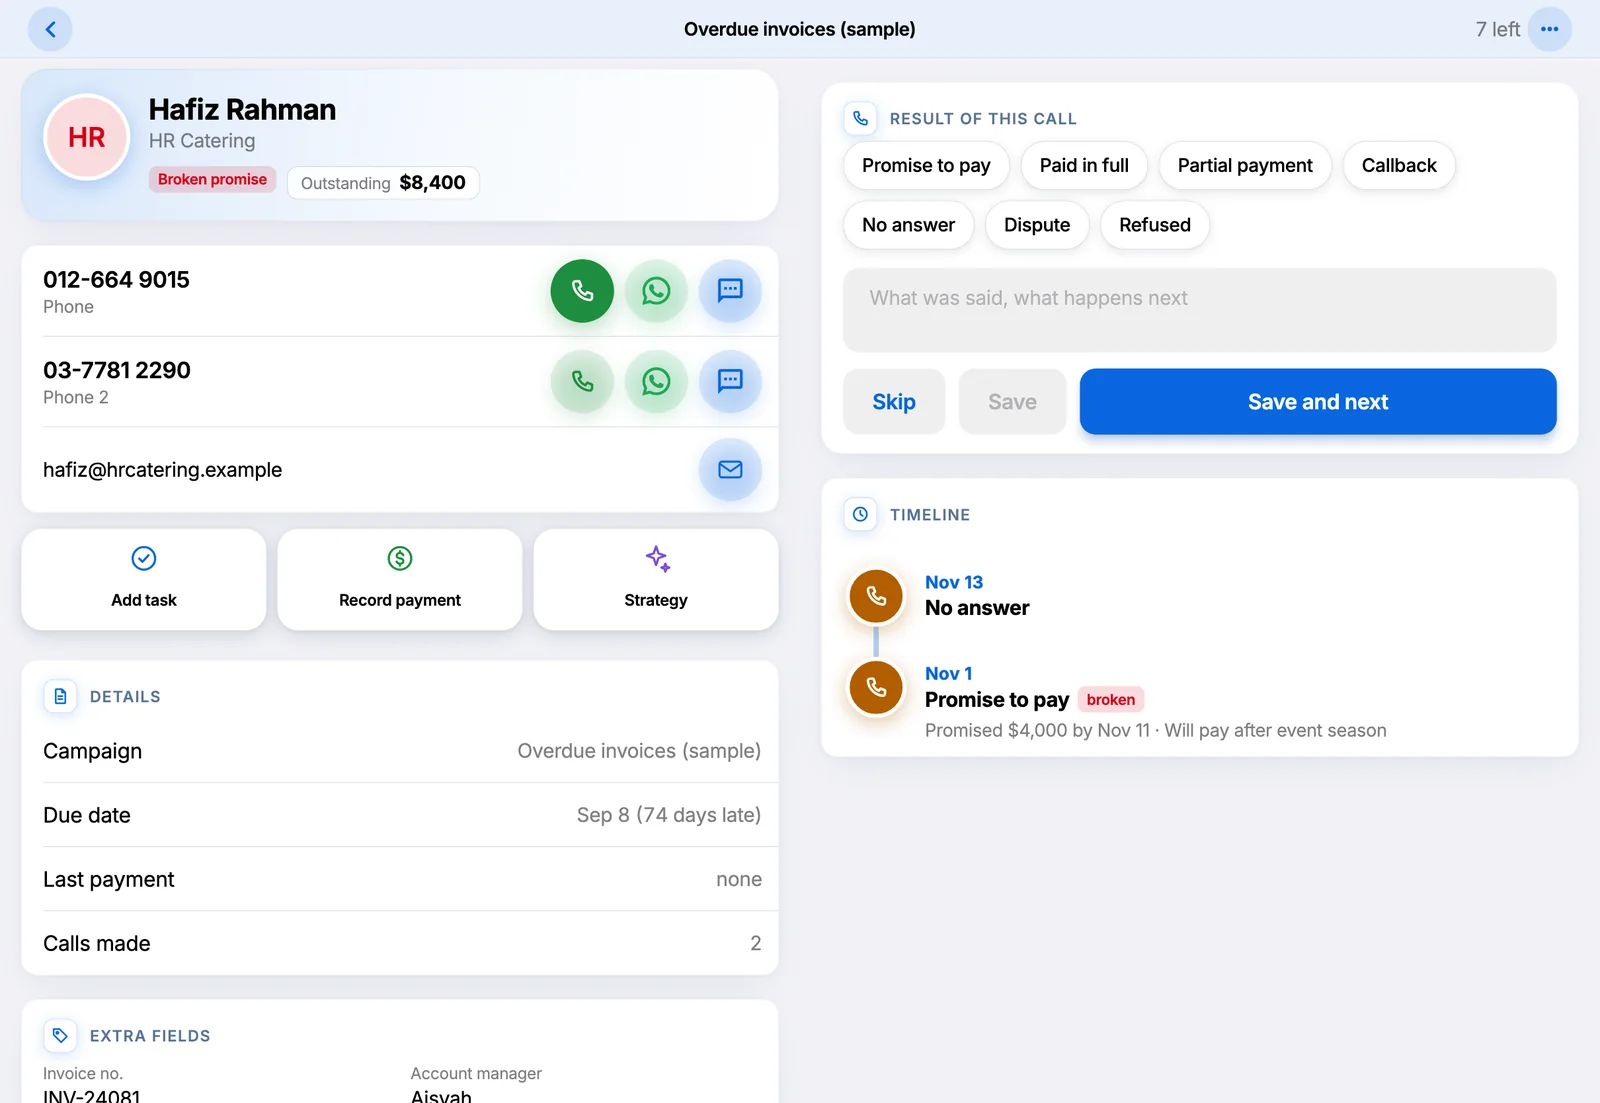 Overdue invoices (sample)
7 left
HR
Hafiz Rahman
HR Catering
Broken promise
Outstanding $8,400
012-664 9015
Phone
03-7781 2290
Phone 2
hafiz@hrcatering.example
Add task
Record payment
Strategy
DETAILS
Campaign
Overdue invoices (sample)
Due date
Sep 8 (74 days late)
Last payment
none
Calls made
2
EXTRA FIELDS
Invoice no.
INV-24081
Account manager
Aisyah
RESULT OF THIS CALL
Promise to pay
Paid in full
Partial payment
Callback
No answer
Dispute
Refused
What was said, what happens next
Skip
Save
Save and next
TIMELINE
Nov 13
No answer
Nov 1
Promise to pay broken
Promised $4,000 by Nov 11 · Will pay after event season